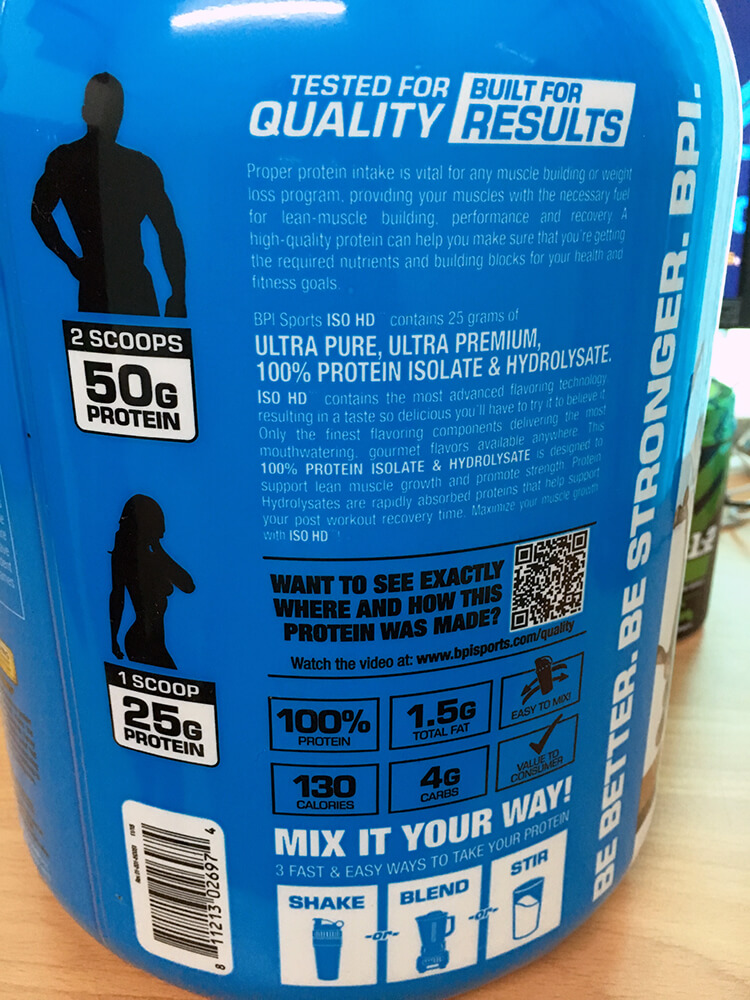 TESTED FOR
QUALITY
BUILT FOR
RESULTS
Proper protein intake is vital for any muscle building or weight
loss program, providing your muscles with the necessary fuel
for lean-muscle building, performance and recovery. A
high-quality protein can help you make sure that you're getting
the required nutrients and building blocks for your health and
fitness goals.
BPI Sports ISO HD contains 25 grams of
ULTRA PURE, ULTRA PREMIUM,
100% PROTEIN ISOLATE & HYDROLYSATE.
ISO HD contains the most advanced flavoring technology
resulting in a taste so delicious you'll have to try it to believe it.
Only the finest flavoring components delivering the most
mouthwatering, gourmet flavors available anywhere. This
100% PROTEIN ISOLATE & HYDROLYSATE is designed to
support lean muscle growth and promote strength. Protein
Hydrolysates are rapidly absorbed proteins that help support
your post workout recovery time. Maximize your muscle growth
with ISO HD
2 SCOOPS
50G
PROTEIN
1 SCOOP
25G
PROTEIN
WANT TO SEE EXACTLY
WHERE AND HOW THIS
PROTEIN WAS MADE?
Watch the video at: www.bpisports.com/quality
100%
PROTEIN
1.5G
TOTAL FAT
EASY TO MIX!
130
CALORIES
4G
CARBS
VALUE TO
CONSUMER
MIX IT YOUR WAY!
3 FAST & EASY WAYS TO TAKE YOUR PROTEIN
SHAKE
-or-
BLEND
-or-
STIR
8 11213 02697 4
BE BETTER. BE STRONGER. BPI.